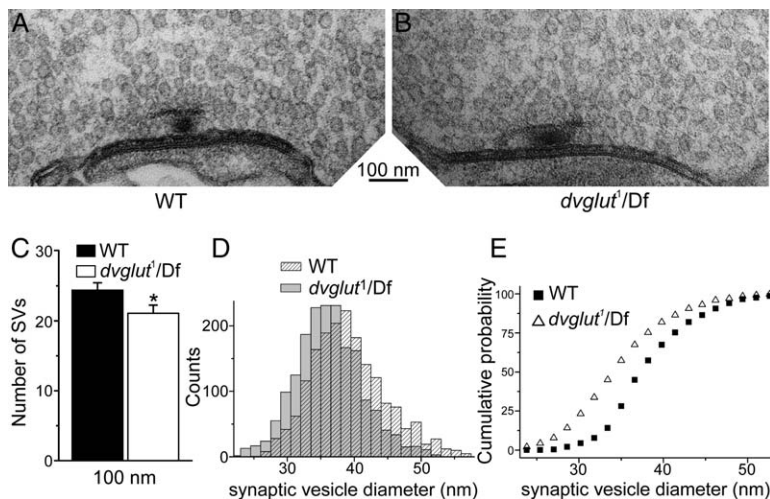 A
B
100 nm
WT
dvglut¹/Df
C
WT
dvglut¹/Df
Number of SVs
30
20
10
0
*
100 nm
D
WT
dvglut¹/Df
Counts
200
100
0
30 40 50
synaptic vesicle diameter (nm)
E
WT
dvglut¹/Df
Cumulative probability
100
75
50
25
0
30 40 50
synaptic vesicle diameter (nm)